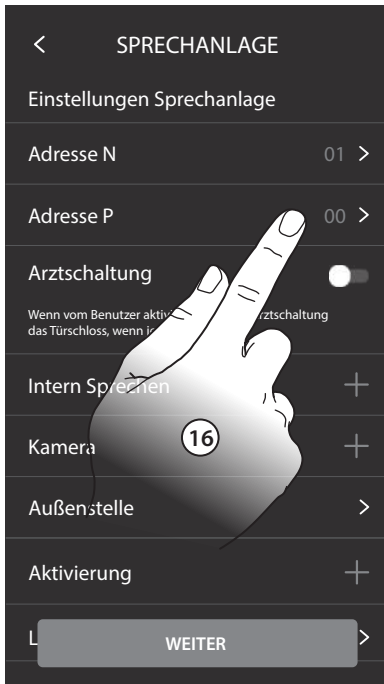 SPRECHANLAGE
Einstellungen Sprechanlage
Adresse N 01
Adresse P 00
Arztschaltung
Wenn vom Benutzer rztschaltung
das Türschloss, wenn
Intern Sprechen
16
Kamera
Außenstelle
Aktivierung
L
WEITER